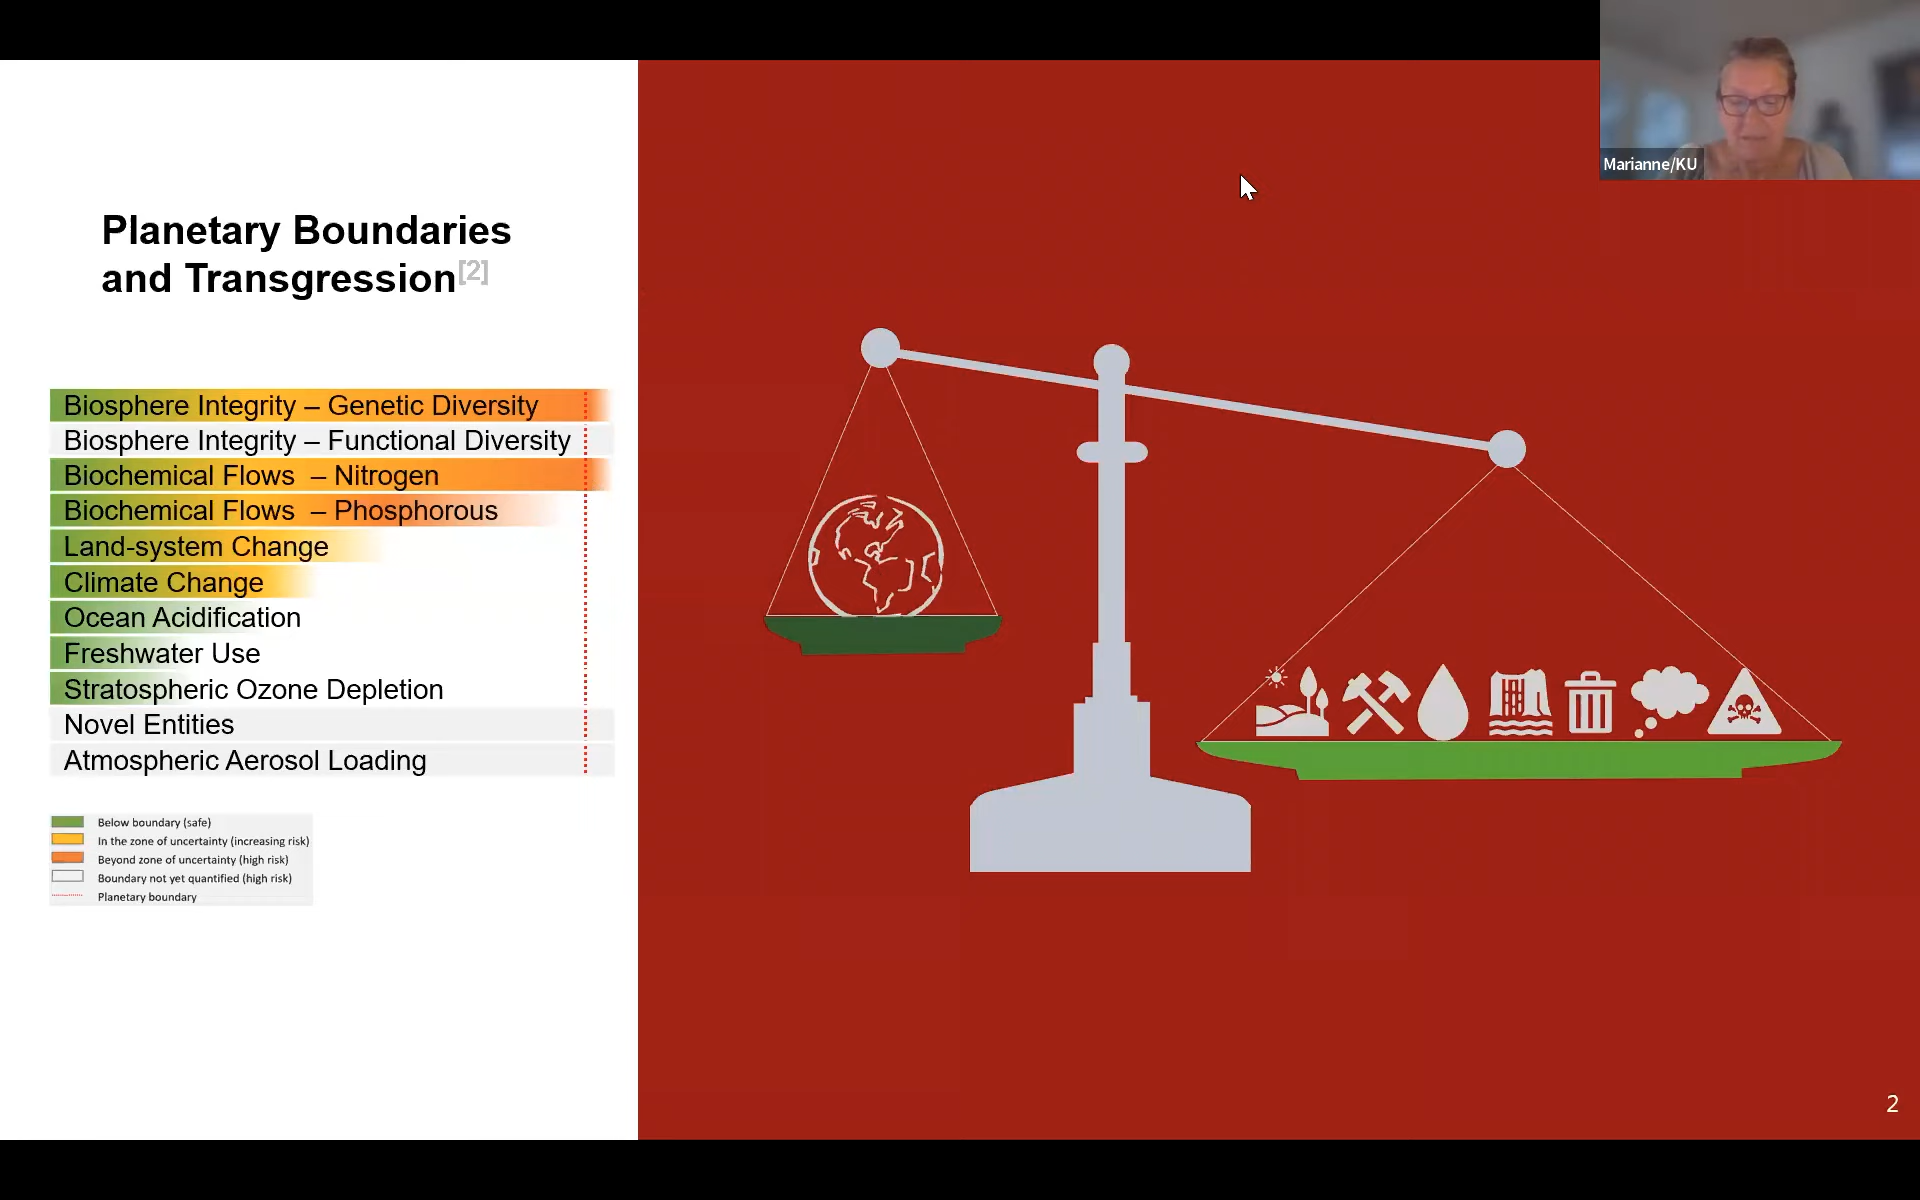 Marianne/KU
Planetary Boundaries
and Transgression[2]
Biosphere Integrity – Genetic Diversity
Biosphere Integrity – Functional Diversity
Biochemical Flows – Nitrogen
Biochemical Flows – Phosphorous
Land-system Change
Climate Change
Ocean Acidification
Freshwater Use
Stratospheric Ozone Depletion
Novel Entities
Atmospheric Aerosol Loading
Below boundary (safe)
In the zone of uncertainty (increasing risk)
Beyond zone of uncertainty (high risk)
Boundary not yet quantified (high risk)
Planetary boundary
2